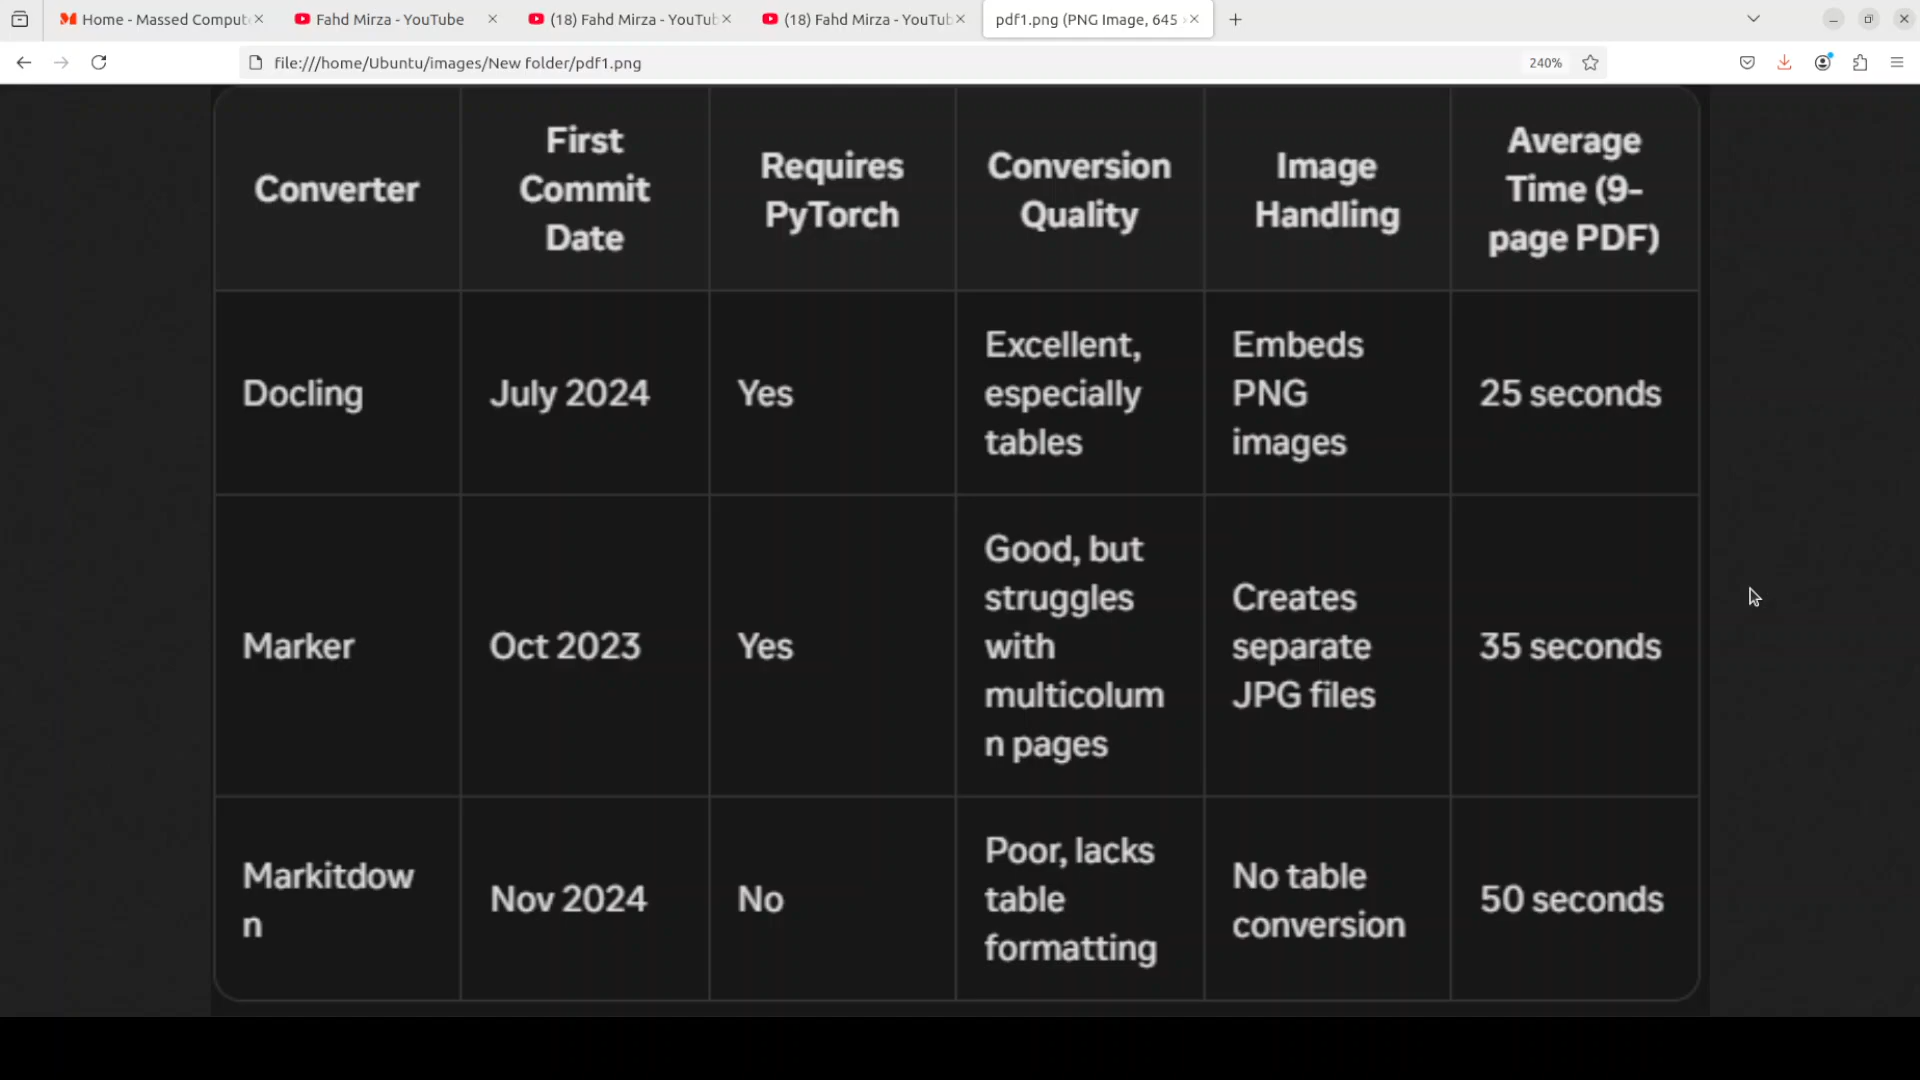 Home - Massed Comput
Fahd Mirza - YouTube
(18) Fahd Mirza - YouTub
(18) Fahd Mirza - YouTub
pdf1.png (PNG Image, 645
file:///home/Ubuntu/images/New folder/pdf1.png
240%
Converter
First
Commit
Date
Requires
PyTorch
Conversion
Quality
Image
Handling
Average
Time (9-
page PDF)
Docling
July 2024
Yes
Excellent,
especially
tables
Embeds
PNG
images
25 seconds
Marker
Oct 2023
Yes
Good, but
struggles
with
multicolum
n pages
Creates
separate
JPG files
35 seconds
Markitdow
n
Nov 2024
No
Poor, lacks
table
formatting
No table
conversion
50 seconds